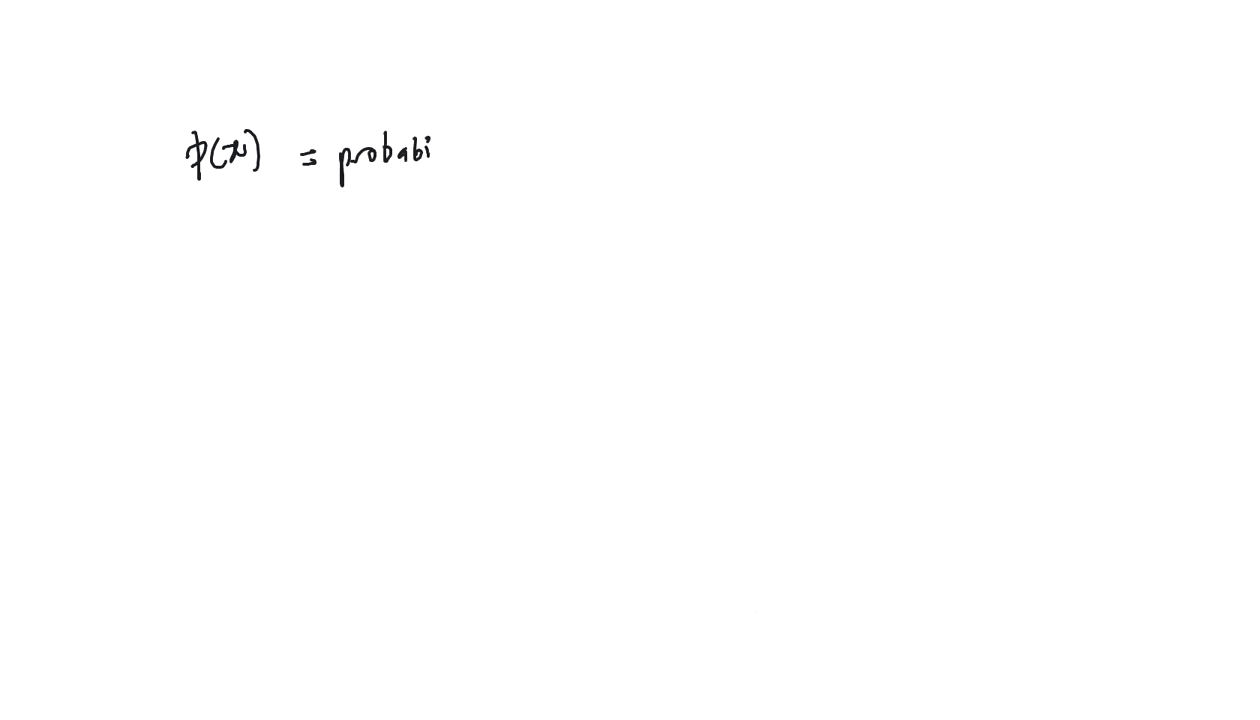 p(x) = probabi